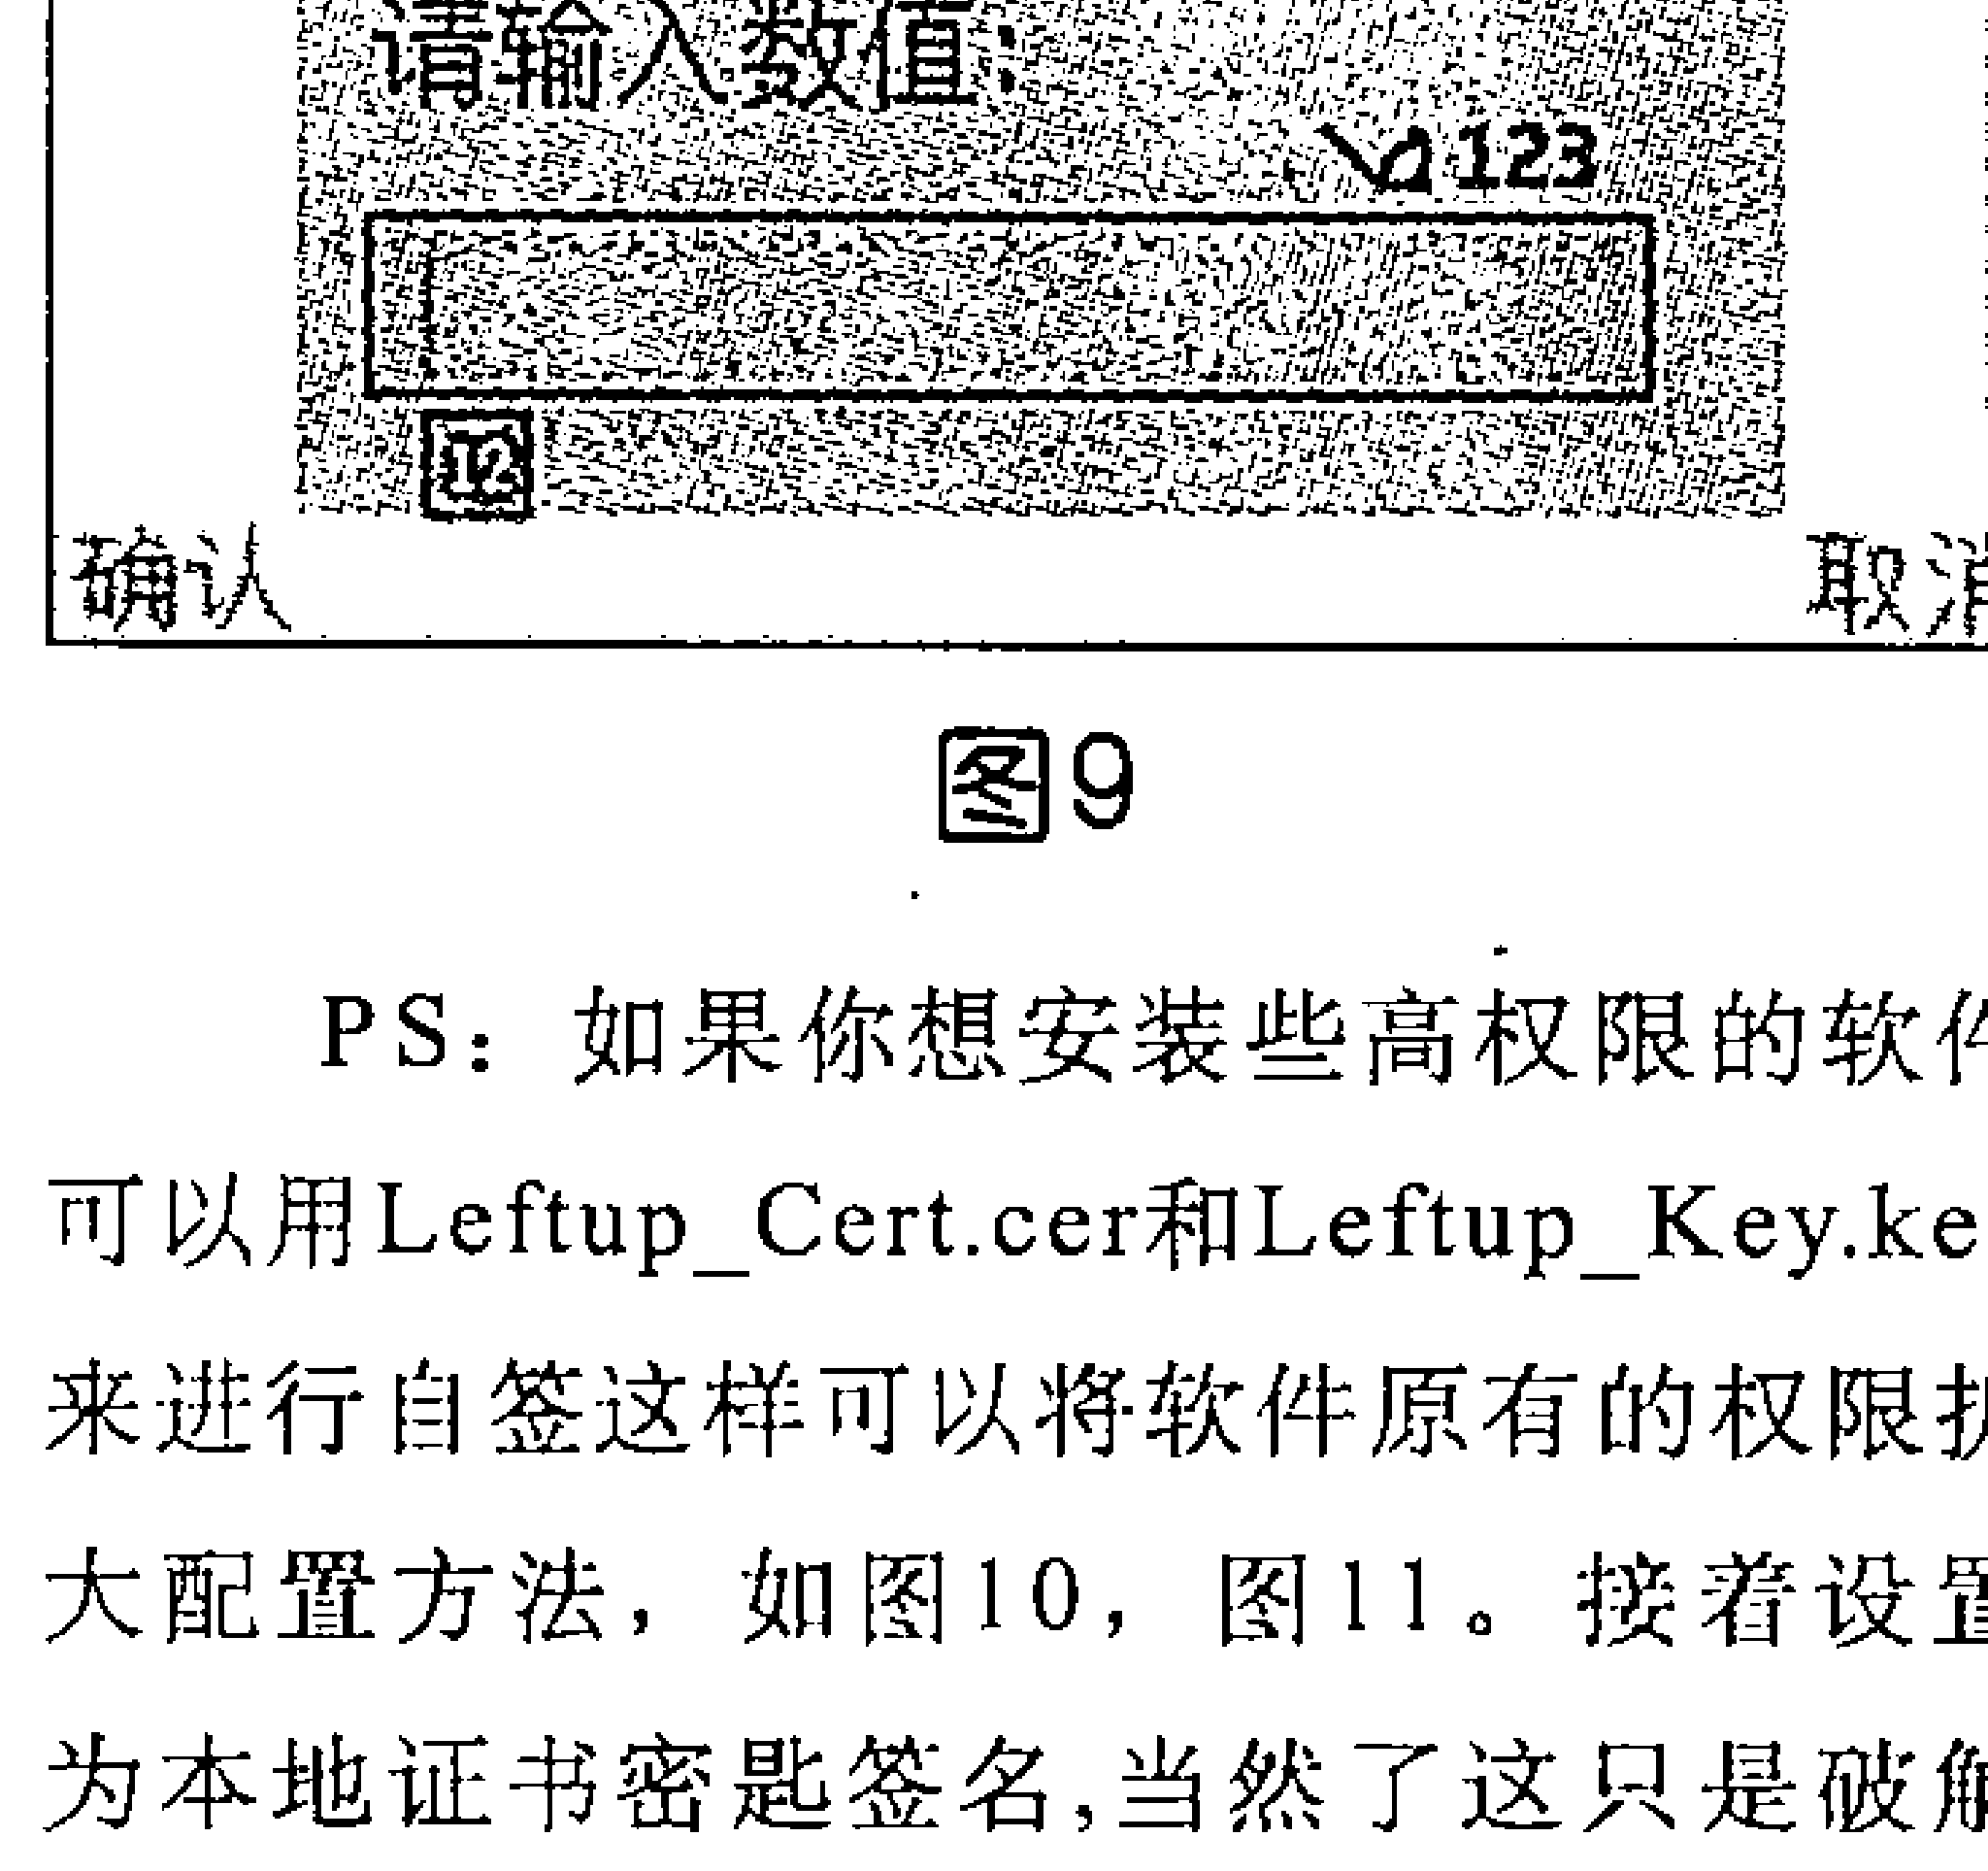 请输入数值:
123
12
确认 取消
图9
PS：如果你想安装些高权限的软件
可以用Leftup_Cert.cer和Leftup_Key.ke
来进行自签这样可以将软件原有的权限扩
大配置方法，如图10，图11。接着设置
为本地证书密匙签名,当然了这只是破解